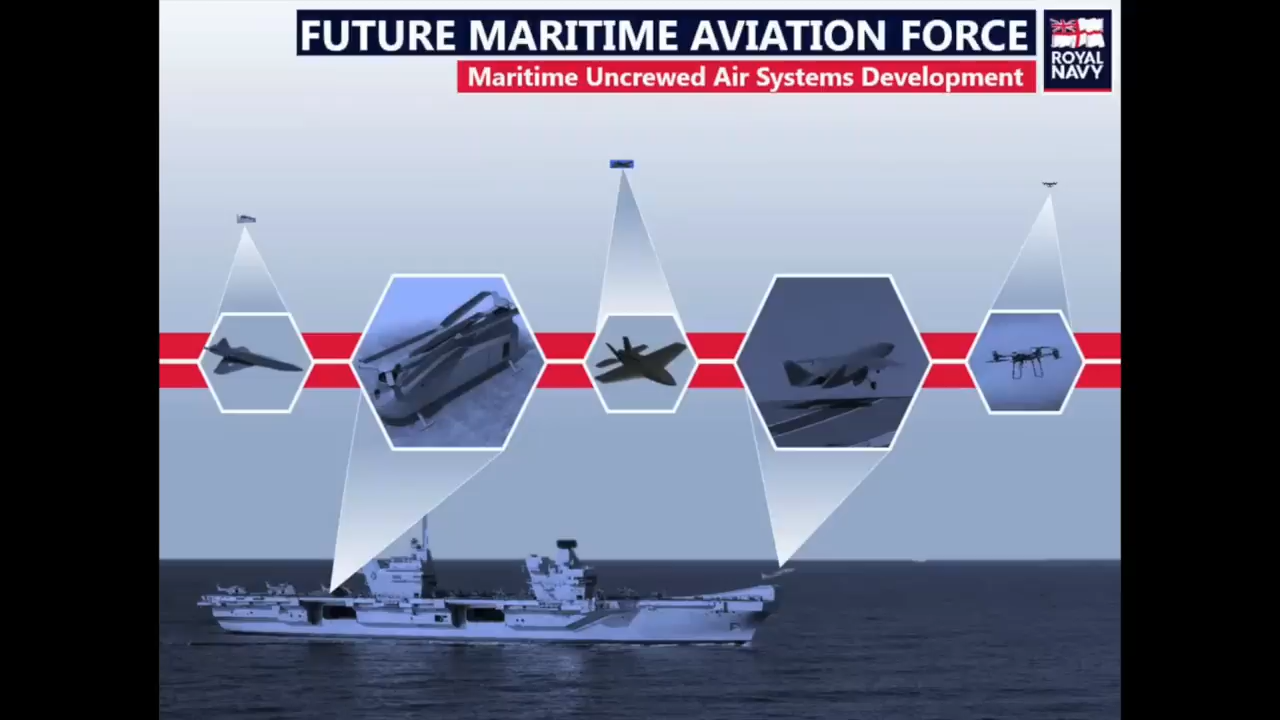 FUTURE MARITIME AVIATION FORCE
Maritime Uncrewed Air Systems Development
ROYAL
NAVY